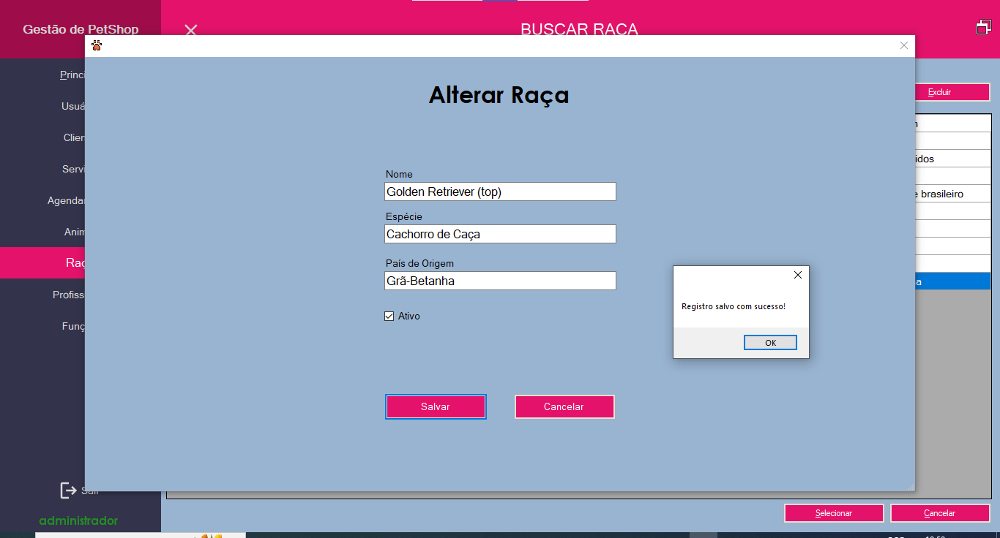 Gestão de PetShop
BUSCAR RAÇA
Princi
Usuá
Clien
Servi
Agendar
Anim
Raç
Profiss
Funç
Sair
administrador
Alterar Raça
Nome
Golden Retriever (top)
Espécie
Cachorro de Caça
País de Origem
Grã-Betanha
Ativo
Salvar
Cancelar
Registro salvo com sucesso!
OK
Excluir
idos
e brasileiro
Selecionar
Cancelar